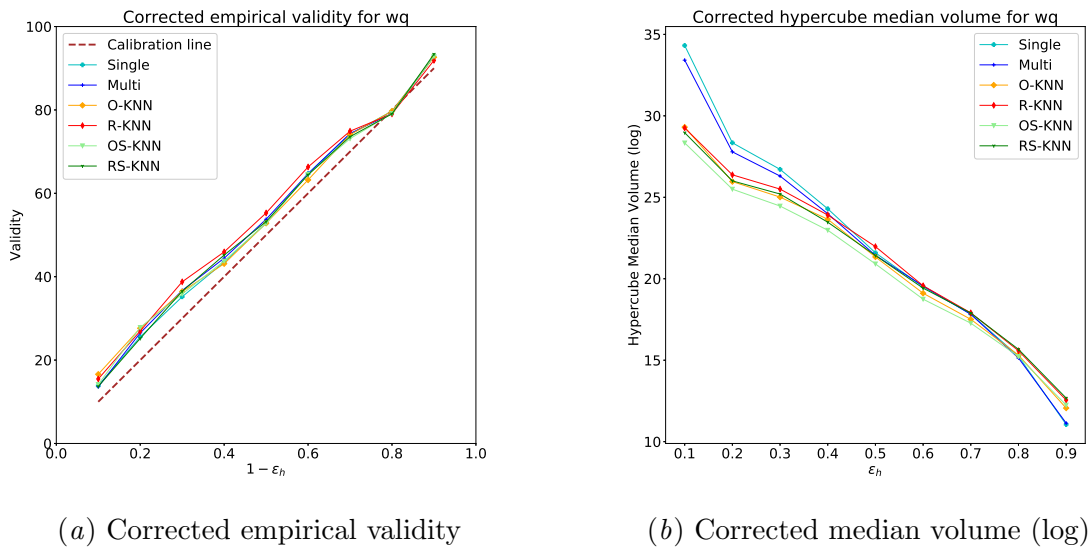 Corrected empirical validity for wq
100
80
60
40
20
0
Validity
Calibration line
Single
Multi
O-KNN
R-KNN
OS-KNN
RS-KNN
0.0 0.2 0.4 0.6 0.8 1.0
1 − ϵh
(a) Corrected empirical validity
Corrected hypercube median volume for wq
35
30
25
20
15
10
Hypercube Median Volume (log)
Single
Multi
O-KNN
R-KNN
OS-KNN
RS-KNN
0.1 0.2 0.3 0.4 0.5 0.6 0.7 0.8 0.9
ϵh
(b) Corrected median volume (log)